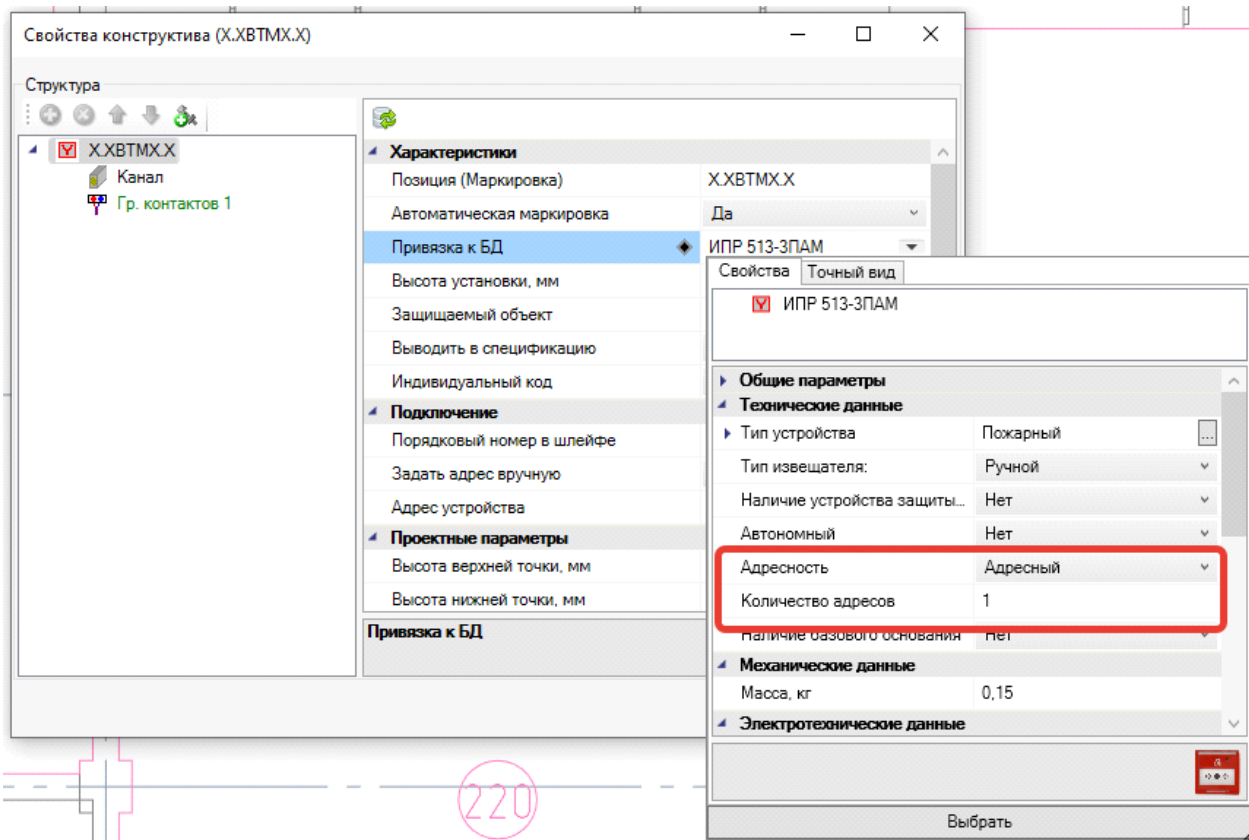 Свойства конструктива (X.XBTMX.X)
Структура
X.XBTMX.X
Канал
Гр. контактов 1
Характеристики
Позиция (Маркировка) X.XBTMX.X
Автоматическая маркировка Да
Привязка к БД ИПР 513-3ПАМ
Высота установки, мм
Защищаемый объект
Выводить в спецификацию
Индивидуальный код
Подключение
Порядковый номер в шлейфе
Задать адрес вручную
Адрес устройства
Проектные параметры
Высота верхней точки, мм
Высота нижней точки, мм
Привязка к БД
Свойства Точный вид
ИПР 513-3ПАМ
Общие параметры
Технические данные
Тип устройства Пожарный ...
Тип извещателя: Ручной
Наличие устройства защиты... Нет
Автономный Нет
Адресность Адресный
Количество адресов 1
Наличие базового основания Нет
Механические данные
Масса, кг 0,15
Электротехнические данные
Выбрать
220